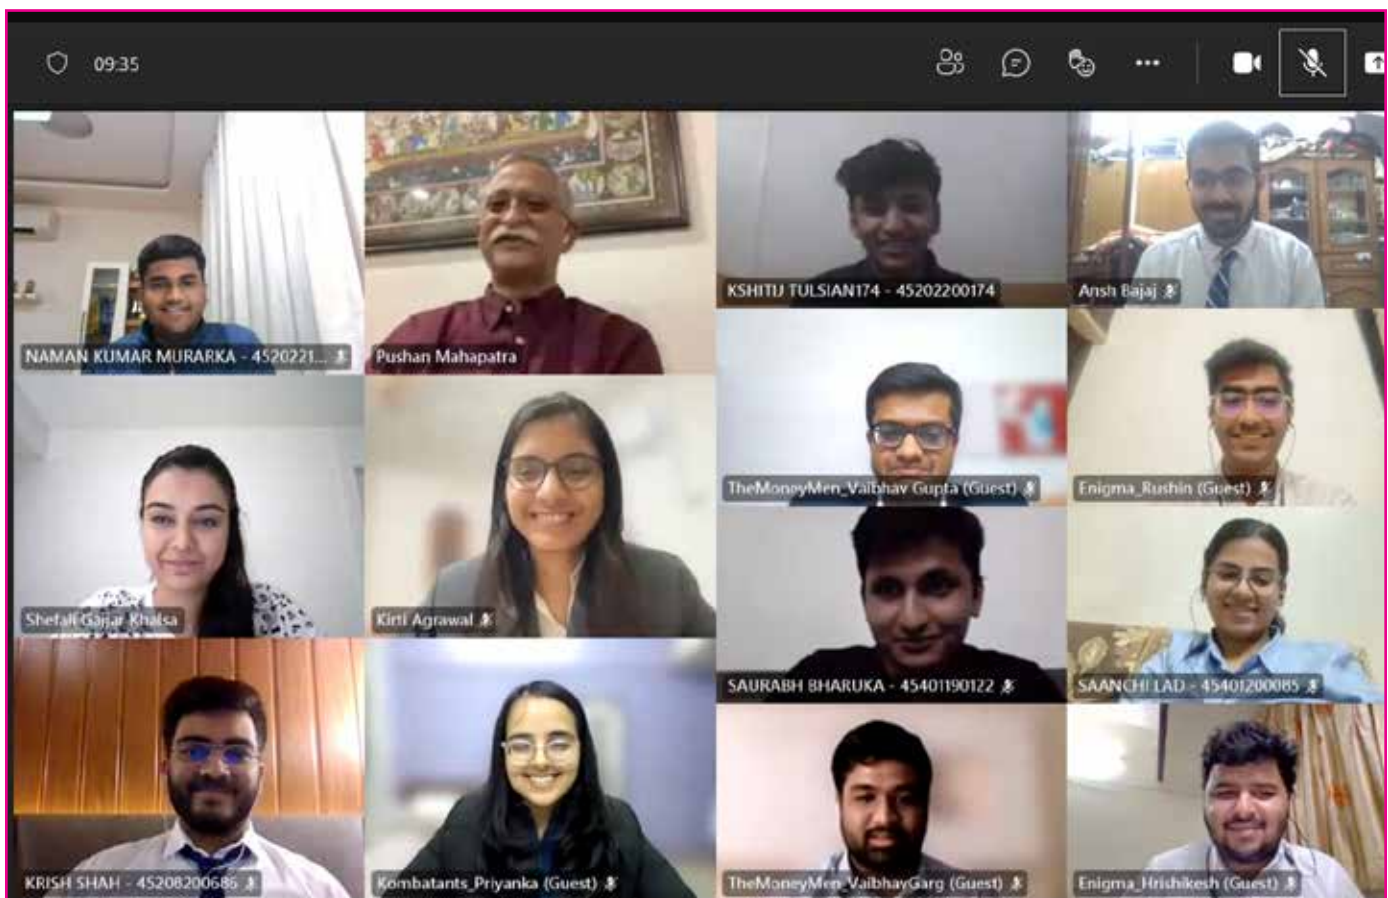 09:35
NAMAN KUMAR MURARKA - 4520221...
Pushan Mahapatra
KSHITIJ TULSIAN174 - 45202200174
Ansh Bajaj
TheMoneyMen_Vaibhav Gupta (Guest)
Enigma_Rushin (Guest)
Shefali Gajjar Khalsa
Kirti Agrawal
SAURABH BHARUKA - 45401190122
SAANCHI LAD - 45401200085
KRISH SHAH - 45208200686
Kombatants_Priyanka (Guest)
TheMoneyMen_VaibhavGarg (Guest)
Enigma_Hrishikesh (Guest)